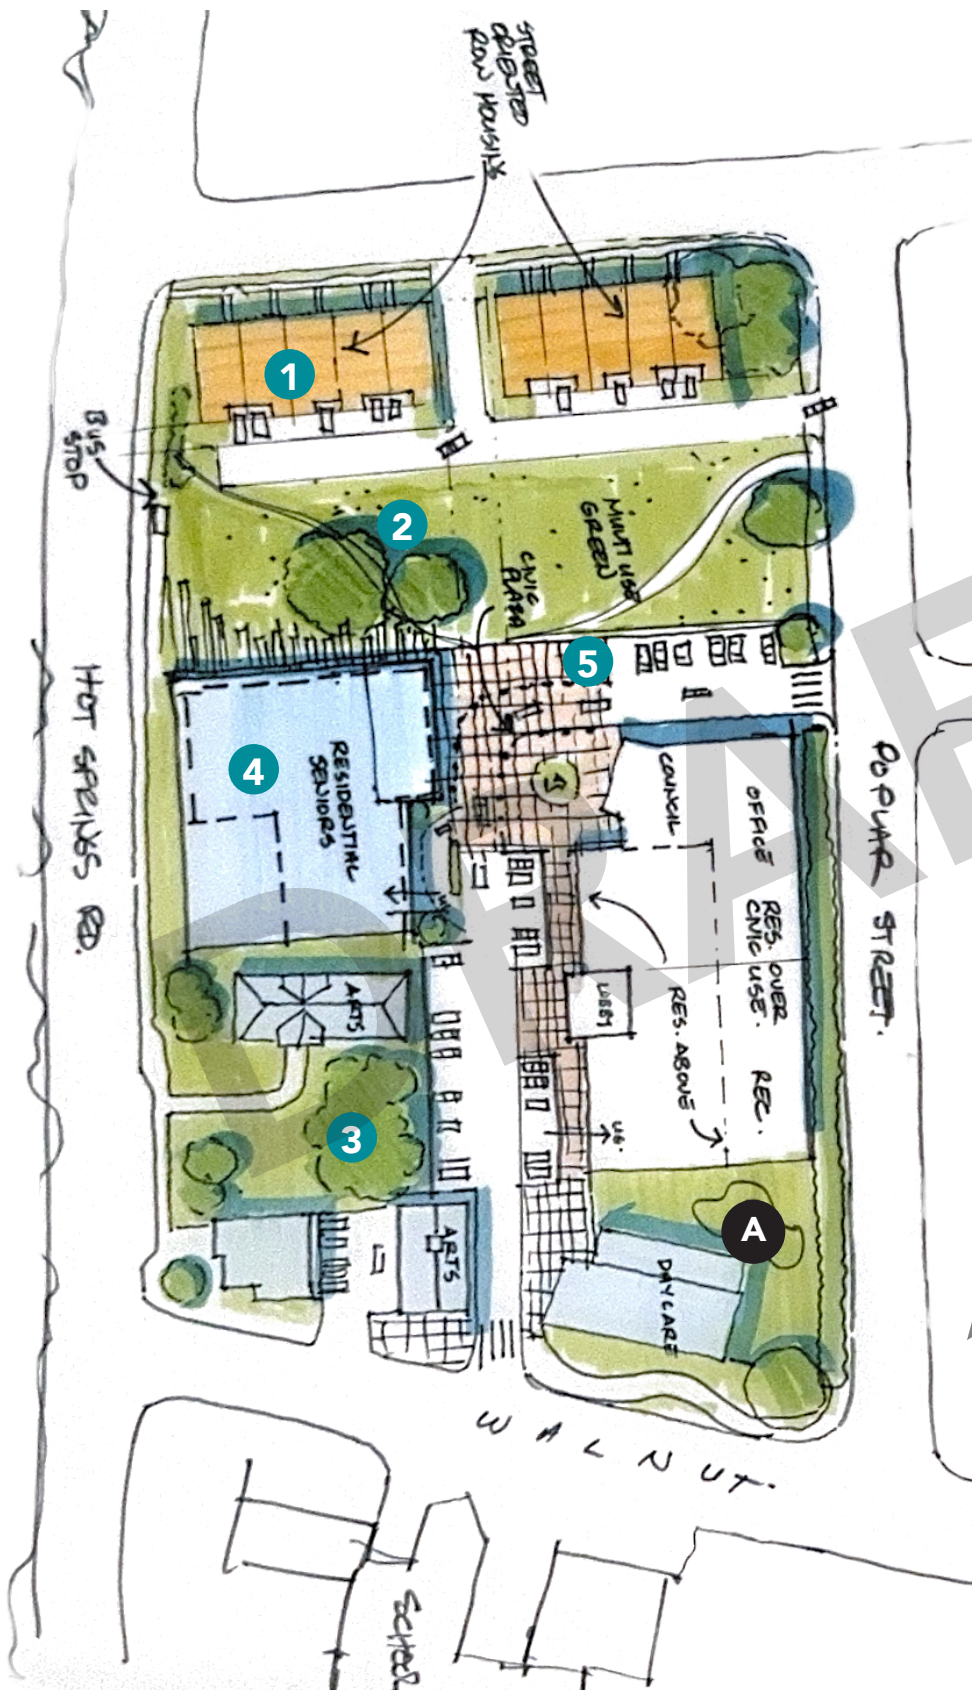 STREET
ORIENTED
ROW HOUSING
1
BUS
STOP
2
MULTI USE
GREEN
CIVIC
PLAZA
5
4
RESIDENTIAL
SENIORS
COUNCIL
OFFICE
RES. OVER
CIVIC USE.
REC.
HOT SPRINGS RD.
POPLAR STREET.
ARTS
LOBBY
RES. ABOVE
UG.
3
A
ARTS
DAYCARE
WALNUT.
SCHOOL
DRAF